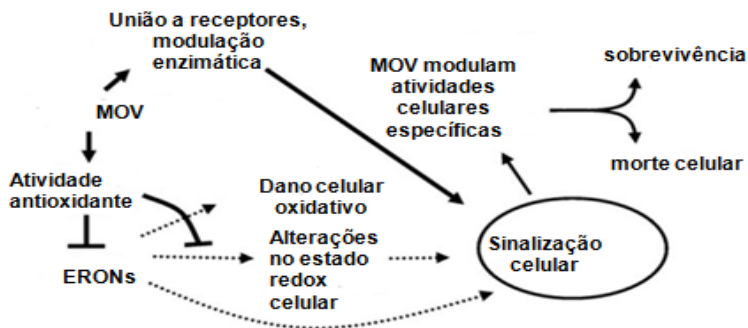 União a receptores,
modulação
enzimática
MOV
Atividade
antioxidante
ERONs
Dano celular
oxidativo
Alterações
no estado
redox
celular
MOV modulam
atividades
celulares
específicas
Sinalização
celular
sobrevivência
morte celular